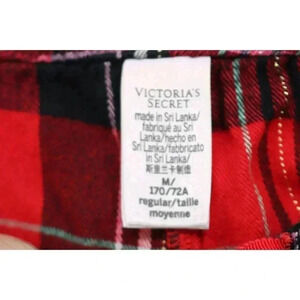 VICTORIA'S
SECRET
made in Sri Lanka/
fabriqué au Sri
Lanka/hecho en
Sri Lanka/fabbricato
in Sri Lanka/
斯里兰卡制造
M/
170/72A
regular/taille
moyenne